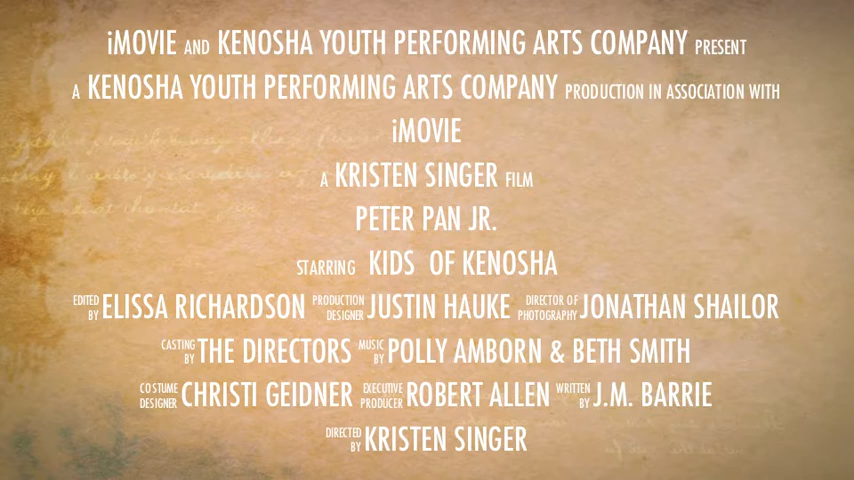 iMOVIE AND KENOSHA YOUTH PERFORMING ARTS COMPANY PRESENT
A KENOSHA YOUTH PERFORMING ARTS COMPANY PRODUCTION IN ASSOCIATION WITH
iMOVIE
A KRISTEN SINGER FILM
PETER PAN JR.
STARRING KIDS OF KENOSHA
EDITED BY ELISSA RICHARDSON PRODUCTION DESIGNER JUSTIN HAUKE DIRECTOR OF PHOTOGRAPHY JONATHAN SHAILOR
CASTING BY THE DIRECTORS MUSIC BY POLLY AMBORN & BETH SMITH
COSTUME DESIGNER CHRISTI GEIDNER EXECUTIVE PRODUCER ROBERT ALLEN WRITTEN BY J.M. BARRIE
DIRECTED BY KRISTEN SINGER